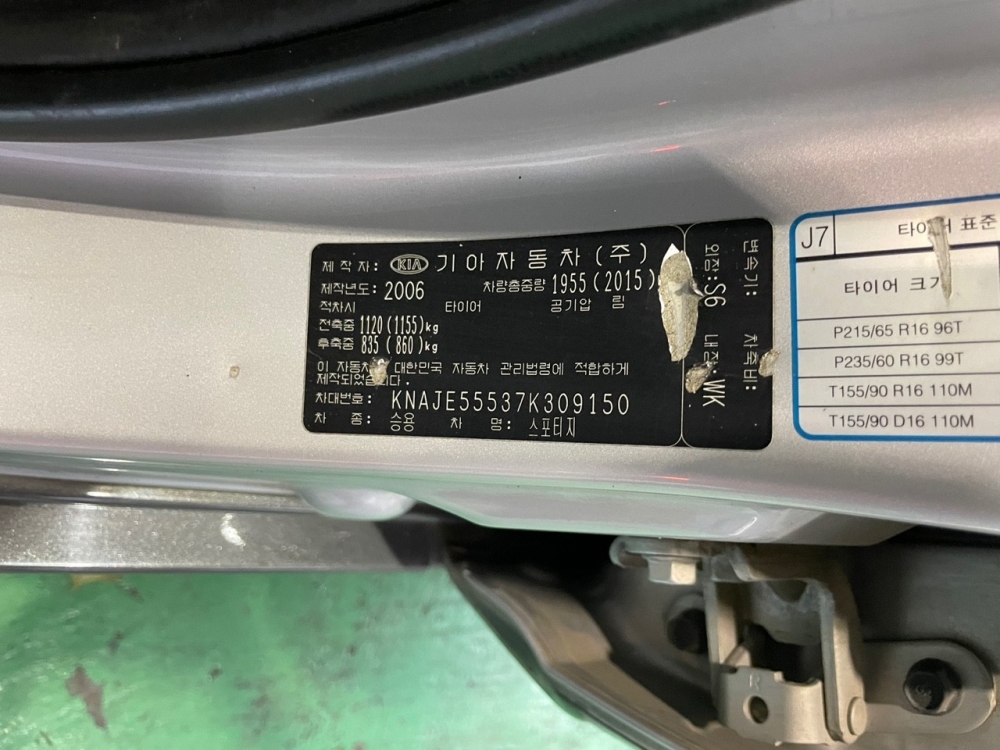 제 작 자: KIA 기 아 자 동 차 ( 주 )
제작년도: 2006 차량총중량 1955 (2015)
적차시 타이어 공기압 림
전축중 1120 (1155)kg
후축중 835 (860)kg
이 자동차 대한민국 자동차 관리법령에 적합하게
제작되었습니다.
차대번호: KNAJE55537K309150
차 종: 승용 차 명: 스포티지
변속기: 차축비:
외장:S6 내장:WK
J7 타이어 표준
타이어 크기
P215/65 R16 96T
P235/60 R16 99T
T155/90 R16 110M
T155/90 D16 110M